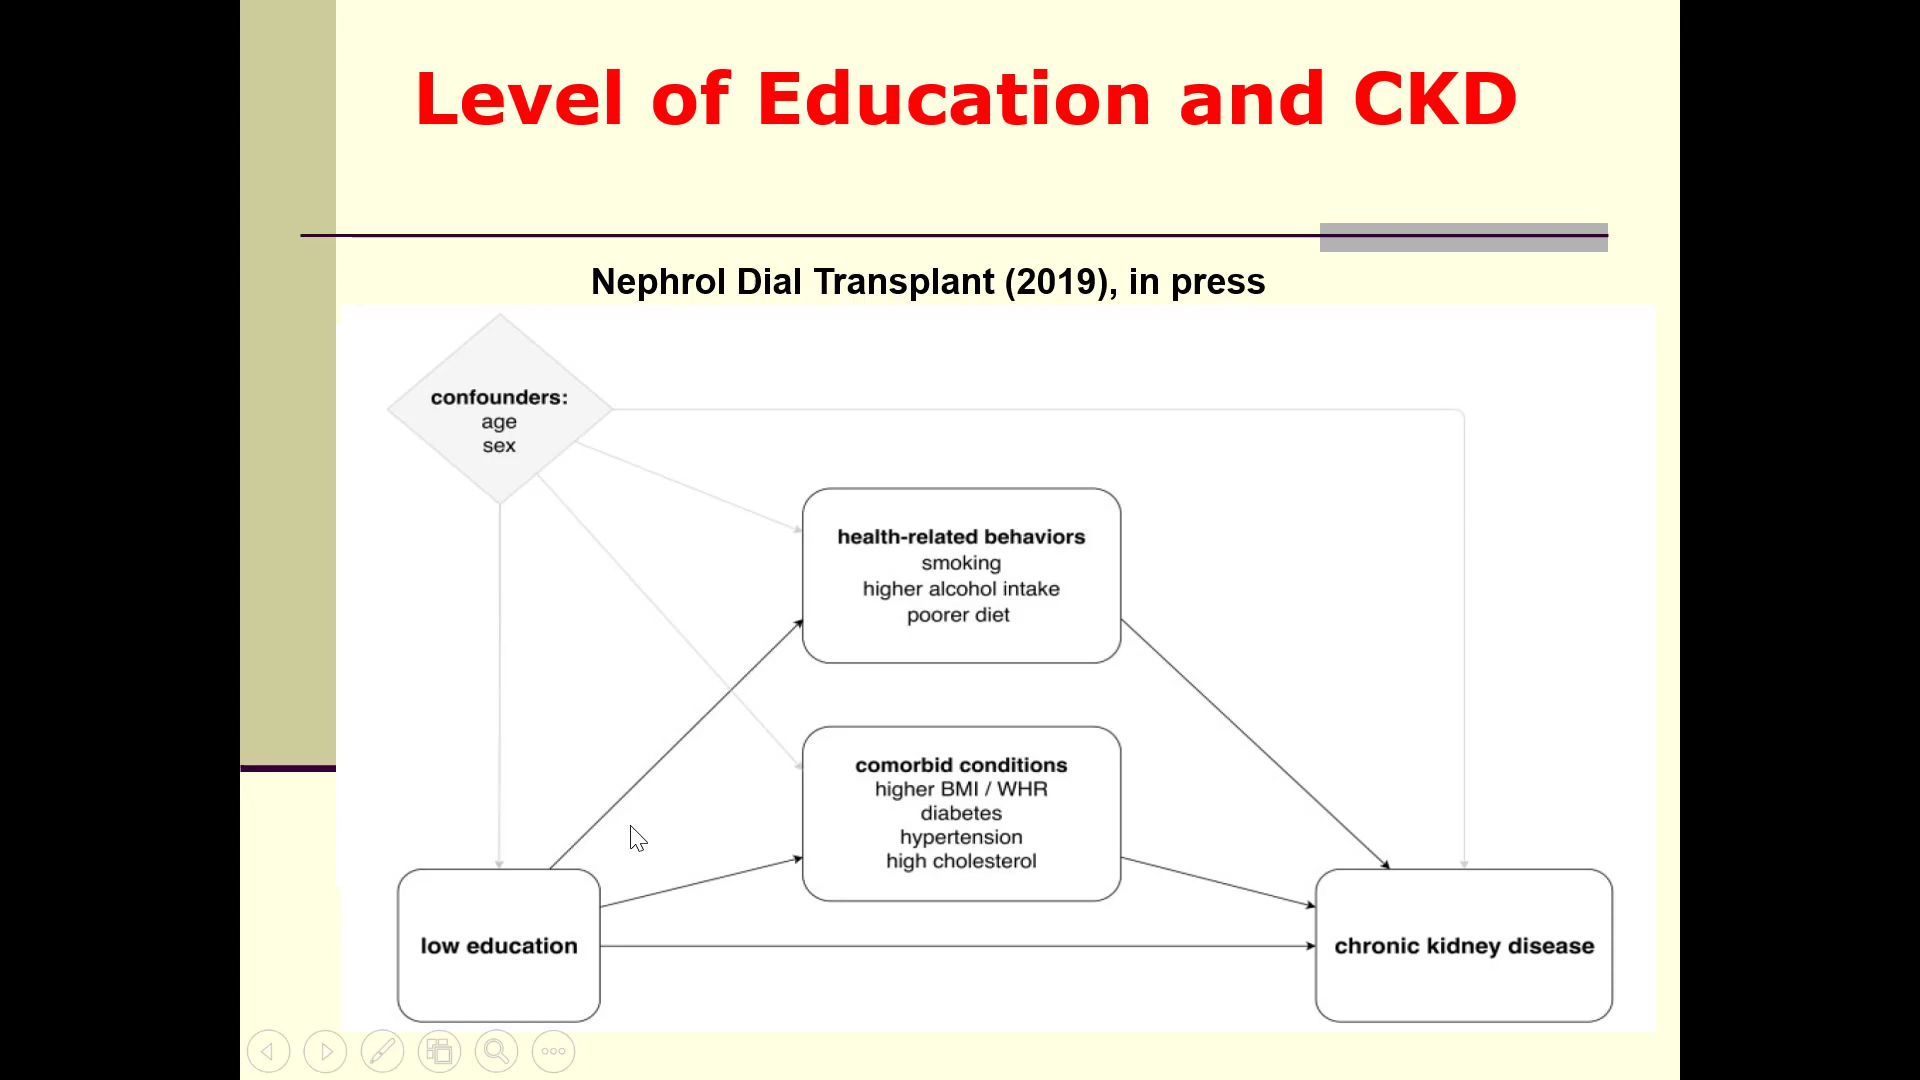 Level of Education and CKD
Nephrol Dial Transplant (2019), in press
confounders:
age
sex
health-related behaviors
smoking
higher alcohol intake
poorer diet
comorbid conditions
higher BMI / WHR
diabetes
hypertension
high cholesterol
low education
chronic kidney disease